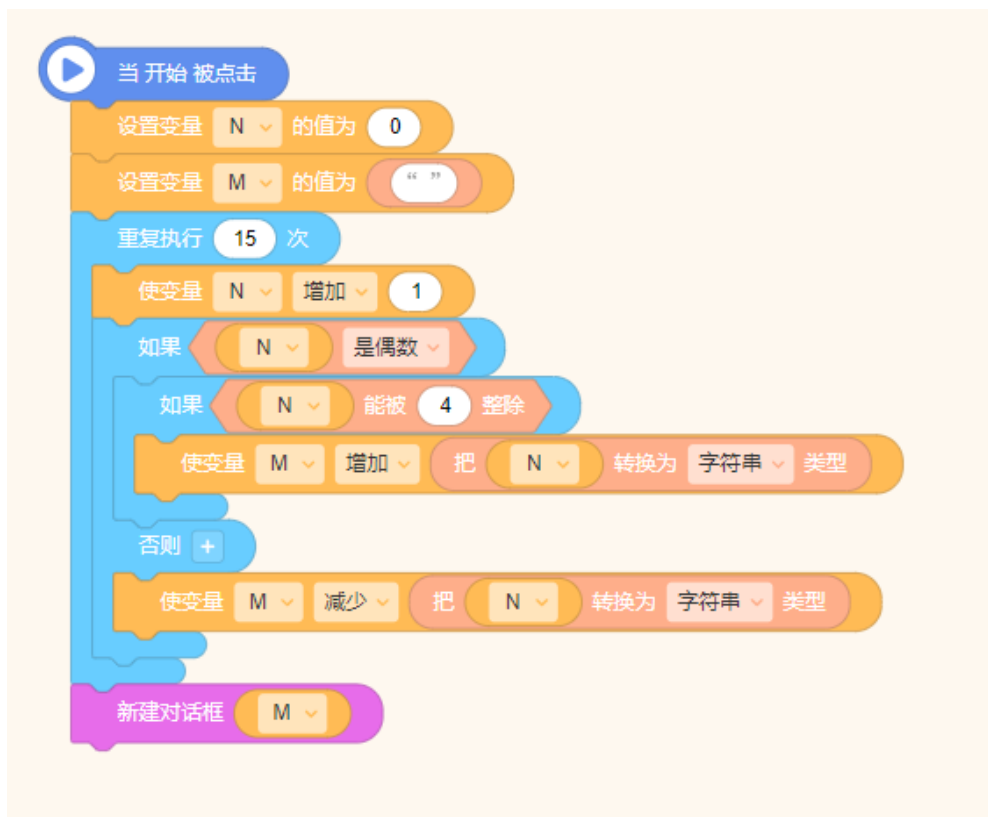 当 开始 被点击
设置变量 N 的值为 0
设置变量 M 的值为 “ ”
重复执行 15 次
使变量 N 增加 1
如果 N 是偶数
如果 N 能被 4 整除
使变量 M 增加 把 N 转换为 字符串 类型
否则 +
使变量 M 减少 把 N 转换为 字符串 类型
新建对话框 M